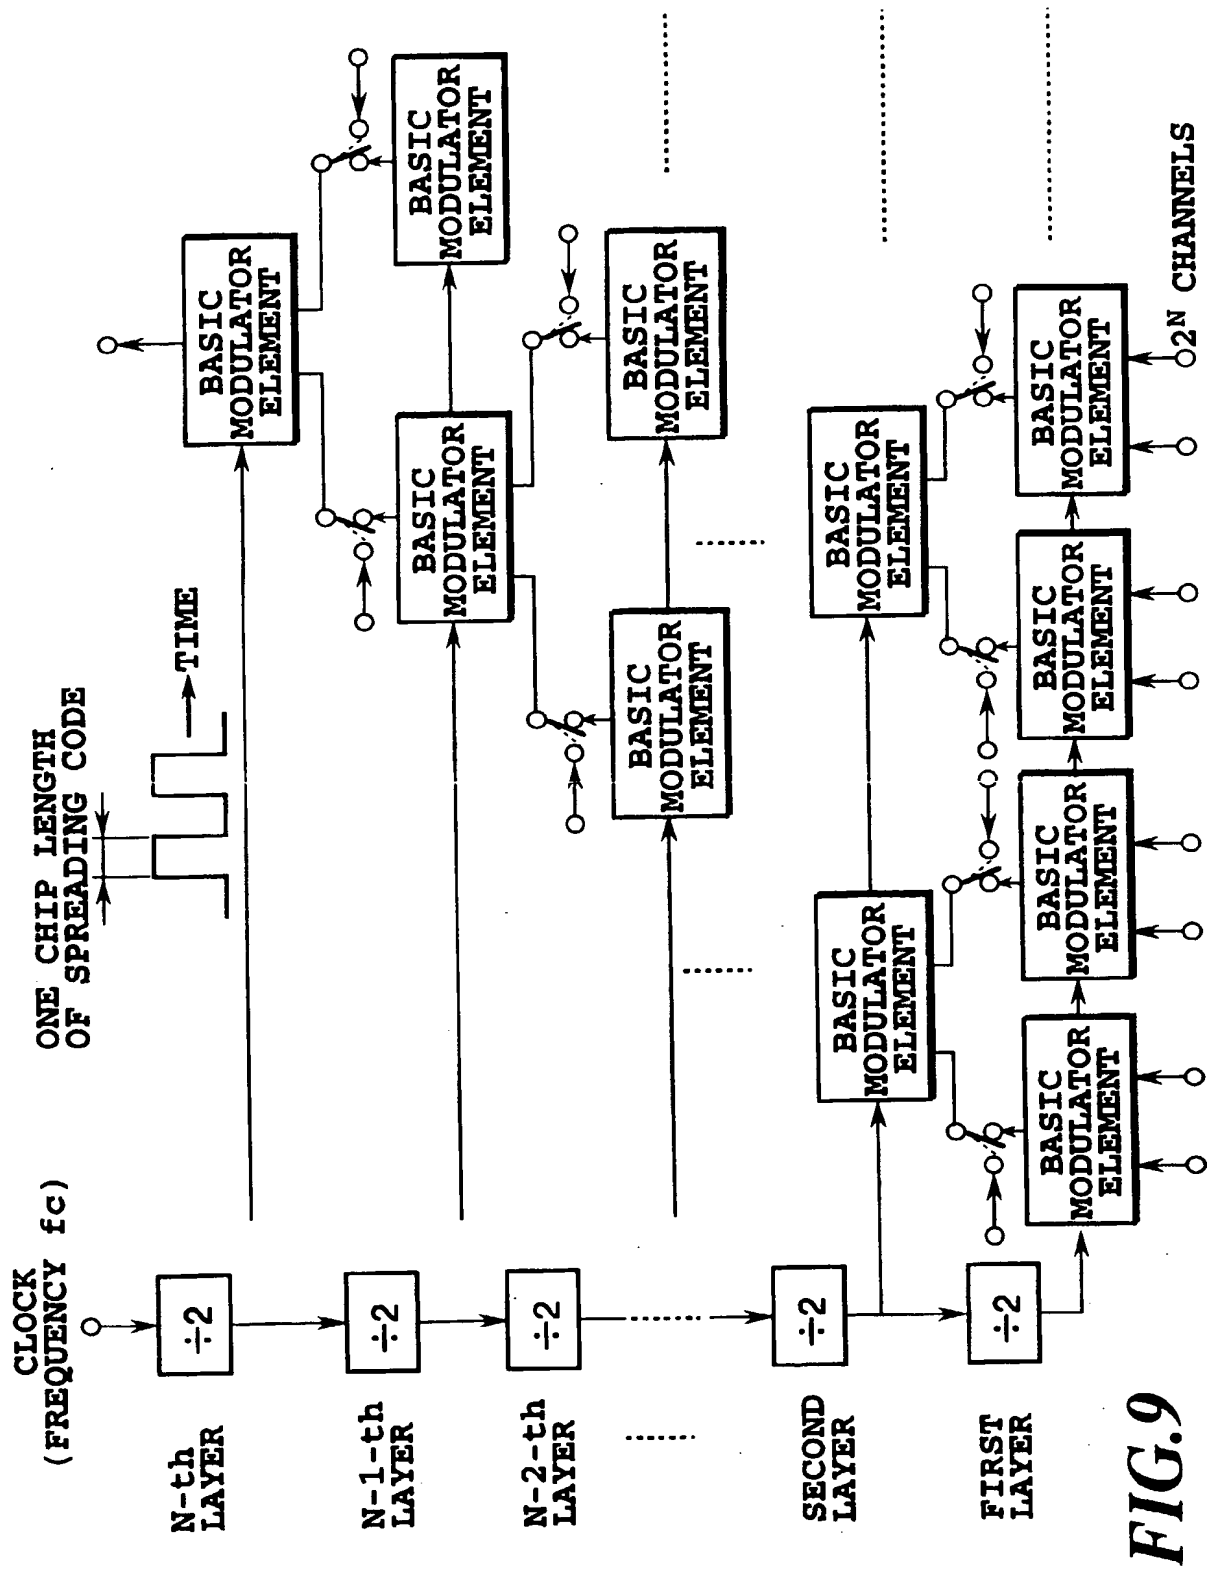 CLOCK
(FREQUENCY fc)
ONE CHIP LENGTH
OF SPREADING CODE
TIME
N-th
LAYER
÷2
BASIC
MODULATOR
ELEMENT
N-1-th
LAYER
÷2
BASIC
MODULATOR
ELEMENT
BASIC
MODULATOR
ELEMENT
N-2-th
LAYER
÷2
BASIC
MODULATOR
ELEMENT
BASIC
MODULATOR
ELEMENT
SECOND
LAYER
÷2
BASIC
MODULATOR
ELEMENT
BASIC
MODULATOR
ELEMENT
FIRST
LAYER
÷2
BASIC
MODULATOR
ELEMENT
BASIC
MODULATOR
ELEMENT
BASIC
MODULATOR
ELEMENT
BASIC
MODULATOR
ELEMENT
2ᴺ CHANNELS
FIG.9